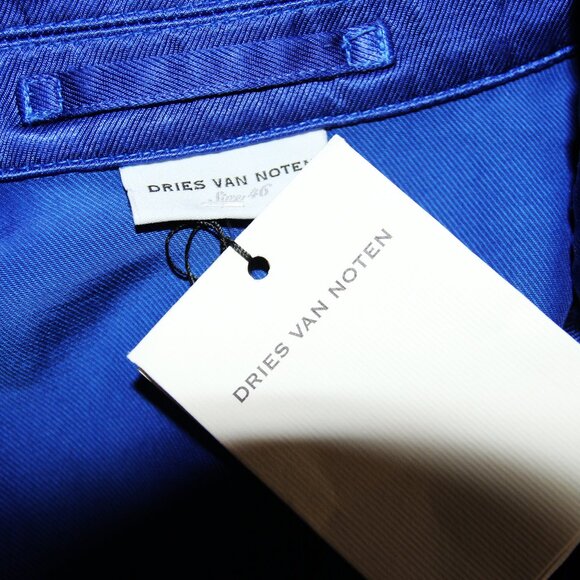 DRIES VAN NOTEN
Size: 46
DRIES VAN NOTEN